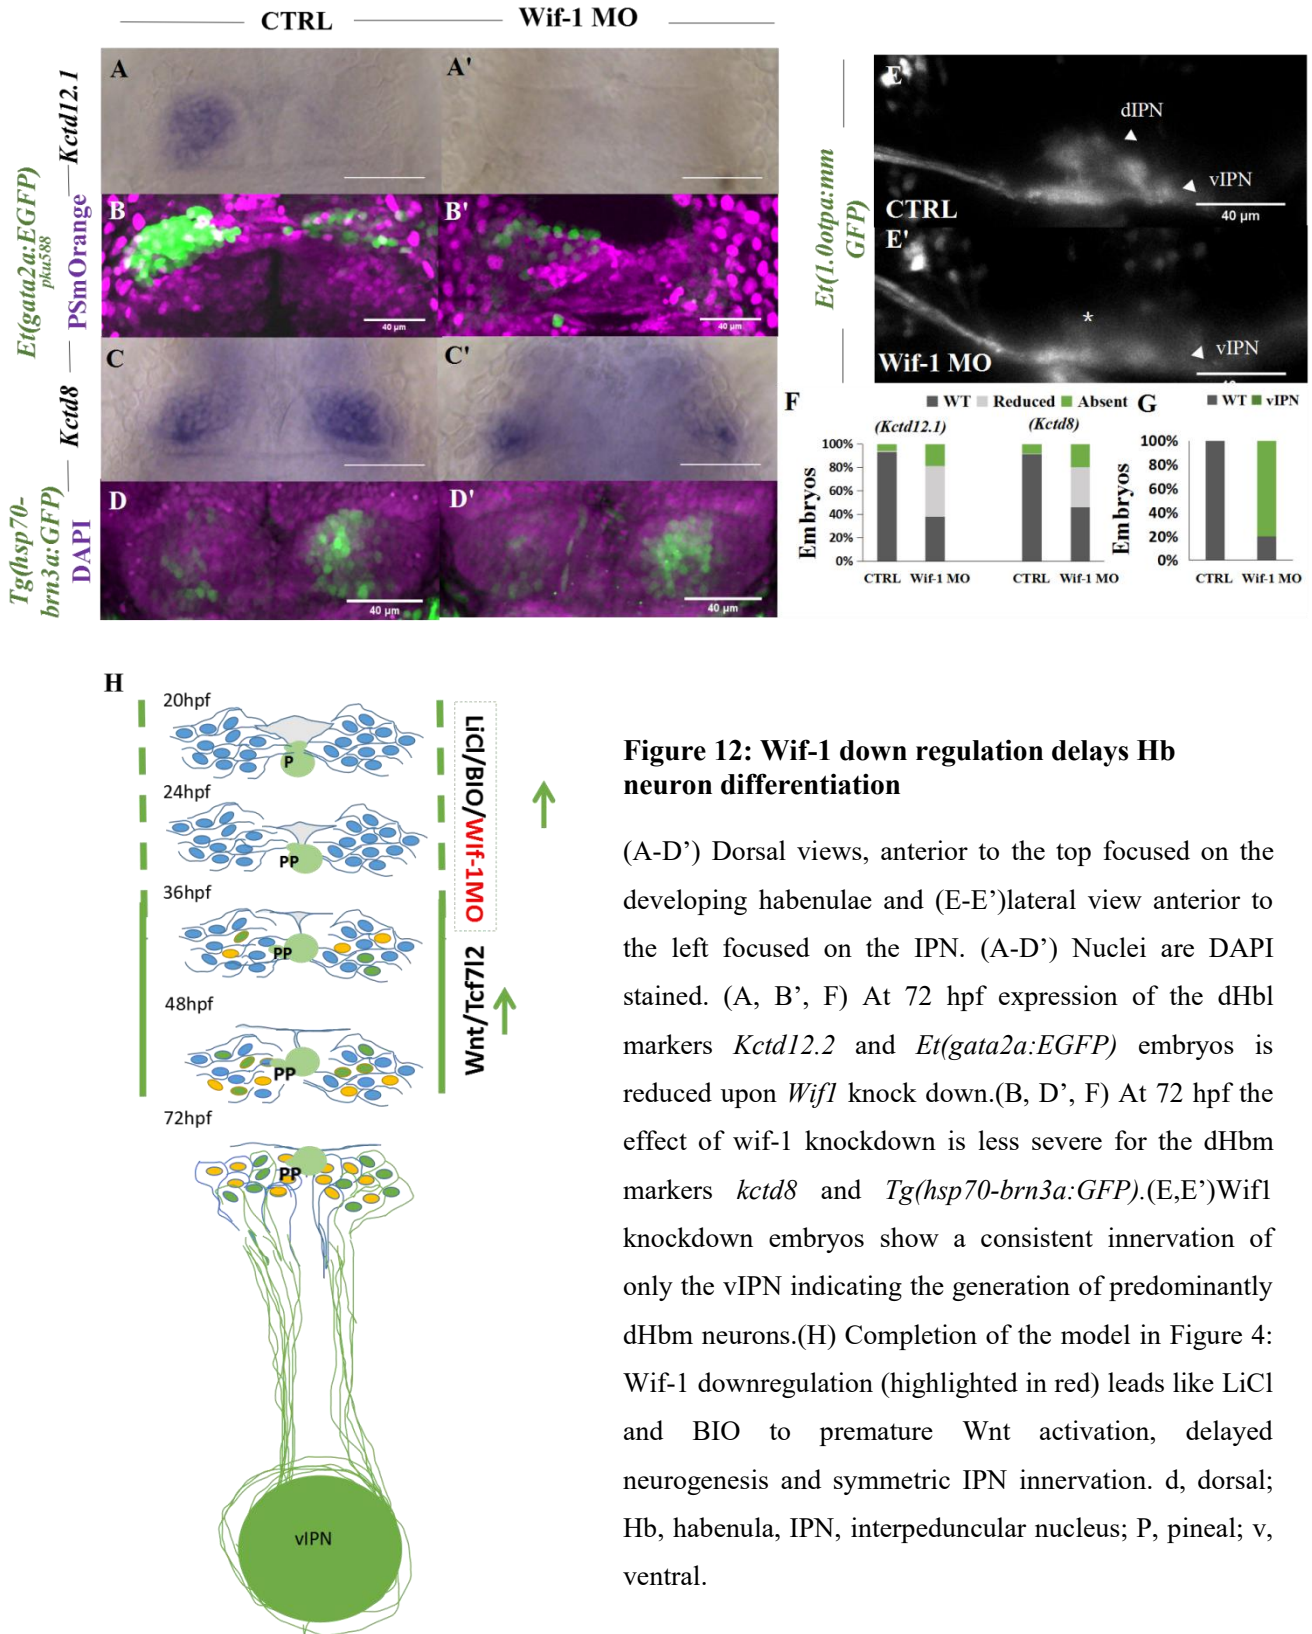 CTRL
Wif-1 MO
Kctd12.1
Et(gata2a:EGFP)
pku588
PSmOrange
Kctd8
Tg(hsp70-
brn3a:GFP)
DAPI
A
A'
B
40 µm
B'
40 µm
C
C'
D
40 µm
D'
40 µm
Et(1.0otpa:mm
GFP)
E
dIPN
vIPN
CTRL
40 µm
E'
*
vIPN
Wif-1 MO
F
WT Reduced Absent
(Kctd12.1)
(Kctd8)
100%
80%
60%
40%
20%
0%
Embryos
CTRL Wif-1 MO
100%
80%
60%
40%
20%
0%
CTRL Wif-1 MO
G
WT vIPN
100%
80%
60%
40%
20%
0%
Embryos
CTRL Wif-1 MO
H
20hpf
P
24hpf
PP
36hpf
PP
48hpf
PP
72hpf
PP
vIPN
LiCl/BIO/WIf-1MO
Wnt/Tcf7l2
Figure 12: Wif-1 down regulation delays Hb
neuron differentiation
(A-D’) Dorsal views, anterior to the top focused on the
developing habenulae and (E-E’)lateral view anterior to
the left focused on the IPN. (A-D’) Nuclei are DAPI
stained. (A, B’, F) At 72 hpf expression of the dHbl
markers Kctd12.2 and Et(gata2a:EGFP) embryos is
reduced upon Wif1 knock down.(B, D’, F) At 72 hpf the
effect of wif-1 knockdown is less severe for the dHbm
markers kctd8 and Tg(hsp70-brn3a:GFP).(E,E’)Wif1
knockdown embryos show a consistent innervation of
only the vIPN indicating the generation of predominantly
dHbm neurons.(H) Completion of the model in Figure 4:
Wif-1 downregulation (highlighted in red) leads like LiCl
and BIO to premature Wnt activation, delayed
neurogenesis and symmetric IPN innervation. d, dorsal;
Hb, habenula, IPN, interpeduncular nucleus; P, pineal; v,
ventral.